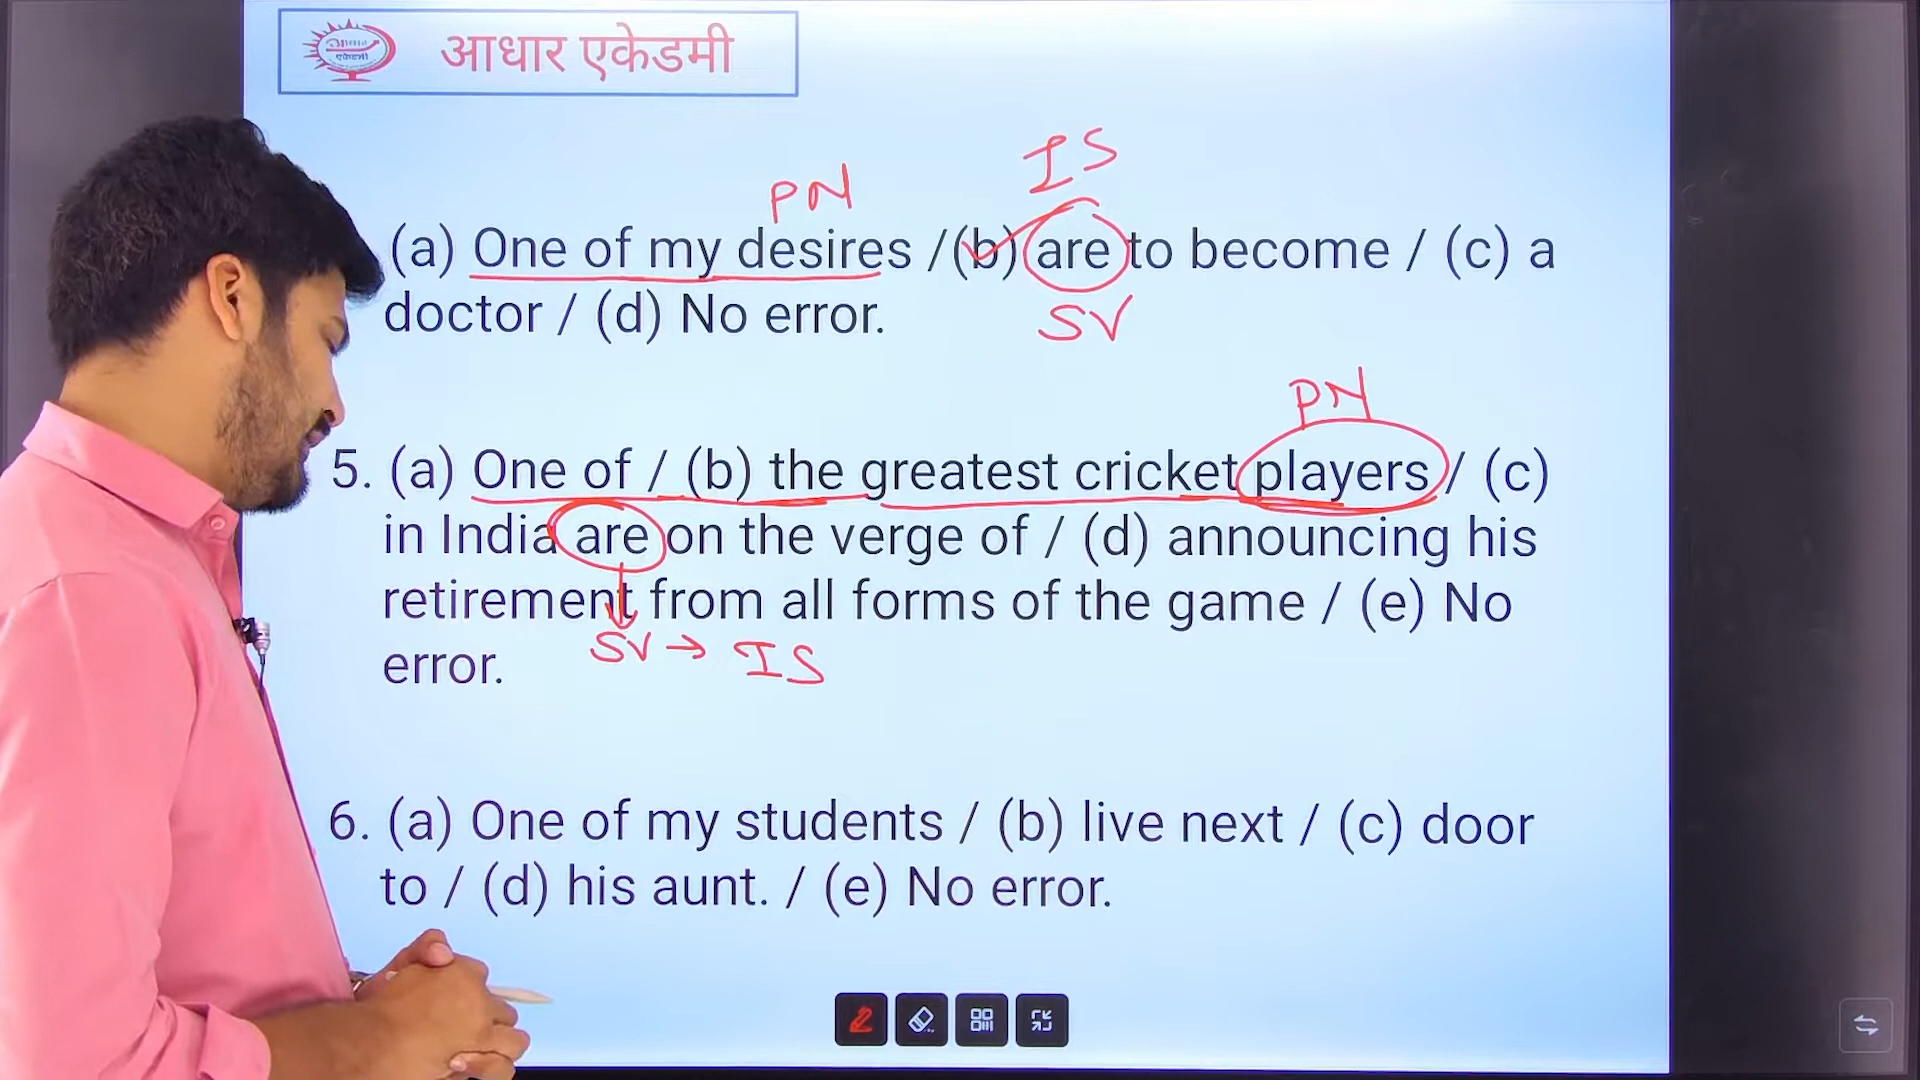 आधार एकेडमी
IS
PN
(a) One of my desires / (b) are to become / (c) a
doctor / (d) No error.
SV
PN
5. (a) One of / (b) the greatest cricket players / (c)
in India are on the verge of / (d) announcing his
retirement from all forms of the game / (e) No
SV → IS
error.
6. (a) One of my students / (b) live next / (c) door
to / (d) his aunt. / (e) No error.